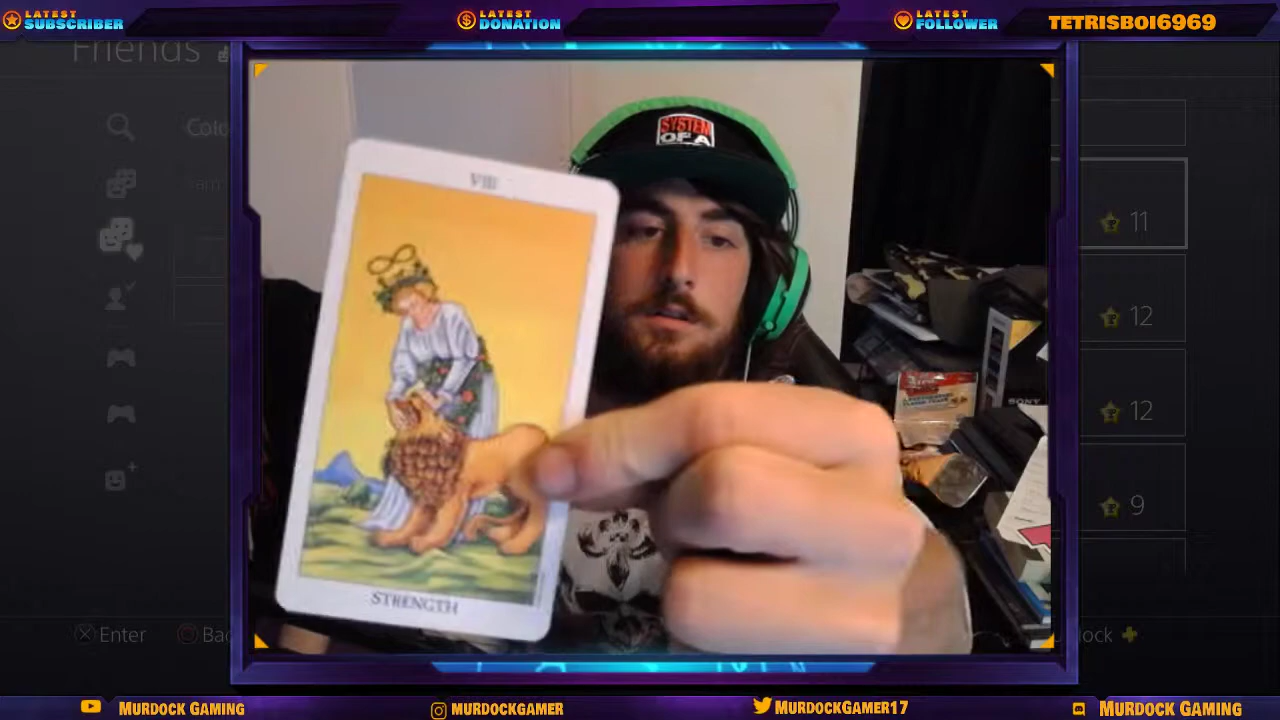 LATEST
SUBSCRIBER
LATEST
DONATION
LATEST
FOLLOWER
TETRISBOI6969
Friends
SYSTEM
OF A
VIII
11
12
12
9
SONY
STRENGTH
Enter
MURDOCK GAMING
MURDOCKGAMER
MURDOCKGAMER17
MURDOCK GAMING